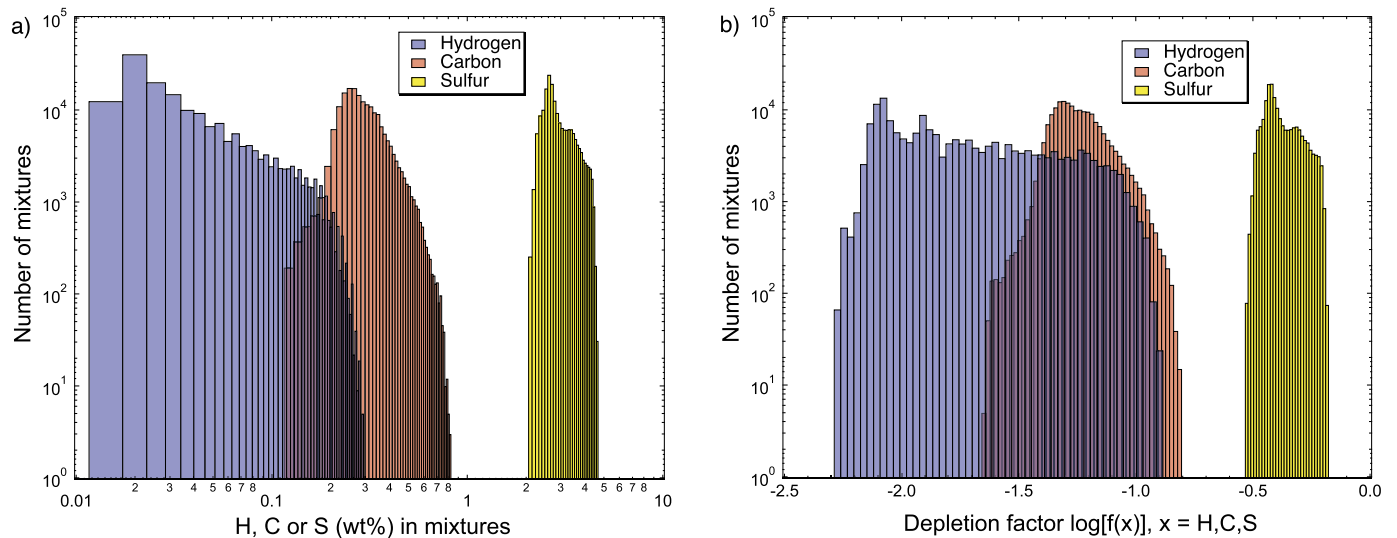 a)
Number of mixtures
10^5
10^4
10^3
10^2
10^1
10^0
Hydrogen
Carbon
Sulfur
0.01 2 3 4 5 6 7 8 0.1 2 3 4 5 6 7 8 1 2 3 4 5 6 7 8 10
H, C or S (wt%) in mixtures
b)
Number of mixtures
10^5
10^4
10^3
10^2
10^1
10^0
Hydrogen
Carbon
Sulfur
-2.5 -2.0 -1.5 -1.0 -0.5 0.0
Depletion factor log[f(x)], x = H,C,S